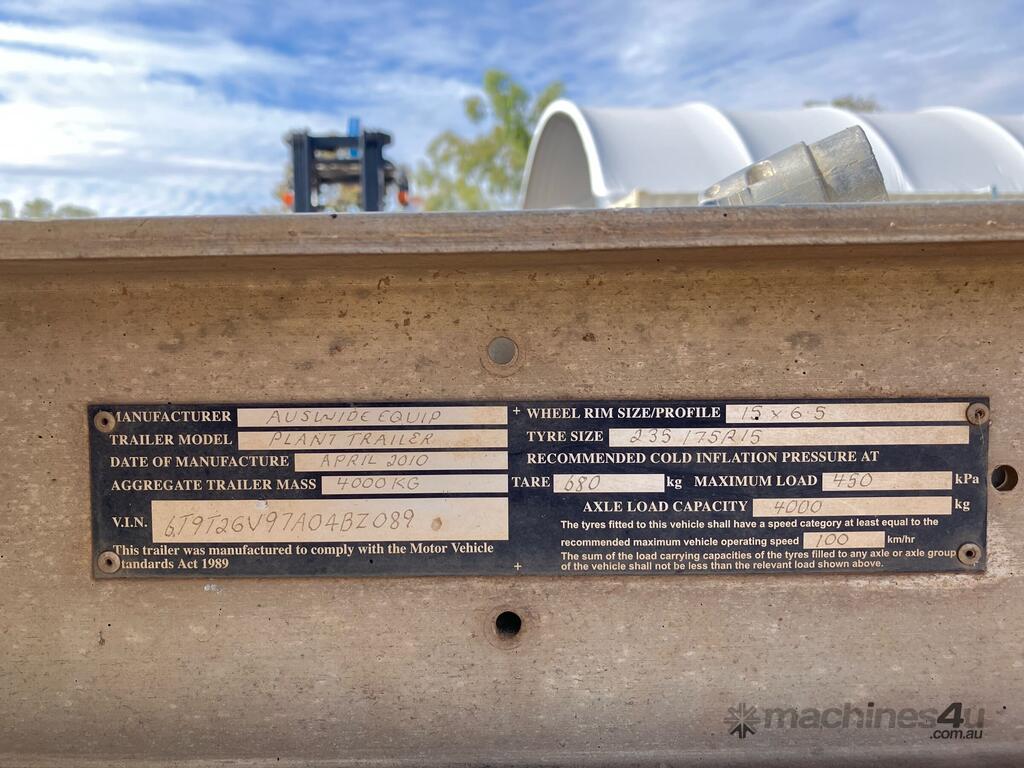 MANUFACTURER AUSWIDE EQUIP
TRAILER MODEL PLANT TRAILER
DATE OF MANUFACTURE APRIL 2010
AGGREGATE TRAILER MASS 4000 KG
V.I.N. 6T9T26V97A04BZ089
This trailer was manufactured to comply with the Motor Vehicle
Standards Act 1989
+ WHEEL RIM SIZE/PROFILE 15 x 6.5
TYRE SIZE 235/75R15
RECOMMENDED COLD INFLATION PRESSURE AT
TARE 680 kg MAXIMUM LOAD 450 kPa
AXLE LOAD CAPACITY 4000 kg
The tyres fitted to this vehicle shall have a speed category at least equal to the
recommended maximum vehicle operating speed 100 km/hr
The sum of the load carrying capacities of the tyres filled to any axle or axle group
+ of the vehicle shall not be less than the relevant load shown above.
machines4u
.com.au